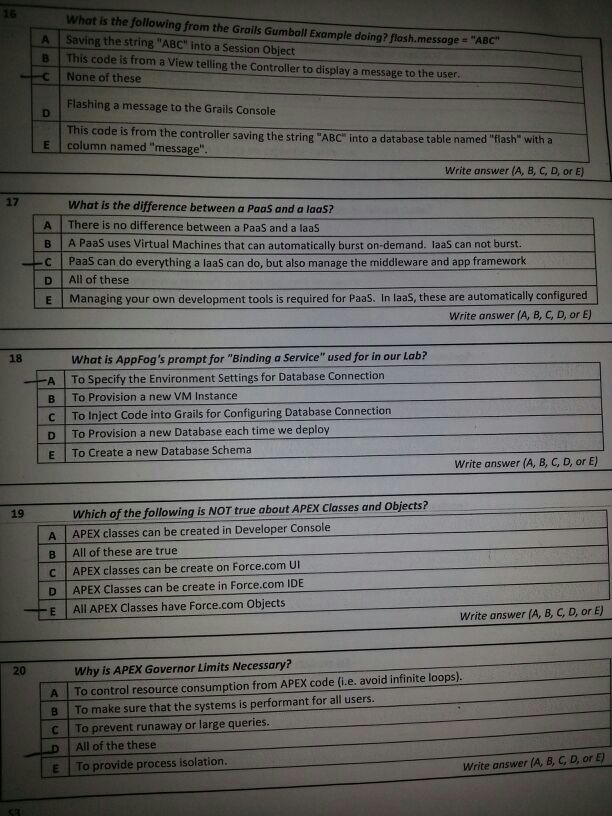 16 What is the following from the Grails Gumball Example doing? flash.message = "ABC"
A Saving the string "ABC" into a Session Object
B This code is from a View telling the Controller to display a message to the user.
C None of these
D Flashing a message to the Grails Console
This code is from the controller saving the string "ABC" into a database table named "flash" with a
E column named "message".
Write answer (A, B, C, D, or E)
17 What is the difference between a PaaS and a IaaS?
A There is no difference between a PaaS and a IaaS
B A PaaS uses Virtual Machines that can automatically burst on-demand. IaaS can not burst.
C PaaS can do everything a IaaS can do, but also manage the middleware and app framework
D All of these
E Managing your own development tools is required for PaaS. In IaaS, these are automatically configured
Write answer (A, B, C, D, or E)
18 What is AppFog's prompt for "Binding a Service" used for in our Lab?
A To Specify the Environment Settings for Database Connection
B To Provision a new VM Instance
C To Inject Code into Grails for Configuring Database Connection
D To Provision a new Database each time we deploy
E To Create a new Database Schema
Write answer (A, B, C, D, or E)
19 Which of the following is NOT true about APEX Classes and Objects?
A APEX classes can be created in Developer Console
B All of these are true
C APEX classes can be create on Force.com UI
D APEX Classes can be create in Force.com IDE
E All APEX Classes have Force.com Objects
Write answer (A, B, C, D, or E)
20 Why is APEX Governor Limits Necessary?
A To control resource consumption from APEX code (i.e. avoid infinite loops).
B To make sure that the systems is performant for all users.
C To prevent runaway or large queries.
D All of the these
E To provide process isolation.
Write answer (A, B, C, D, or E)